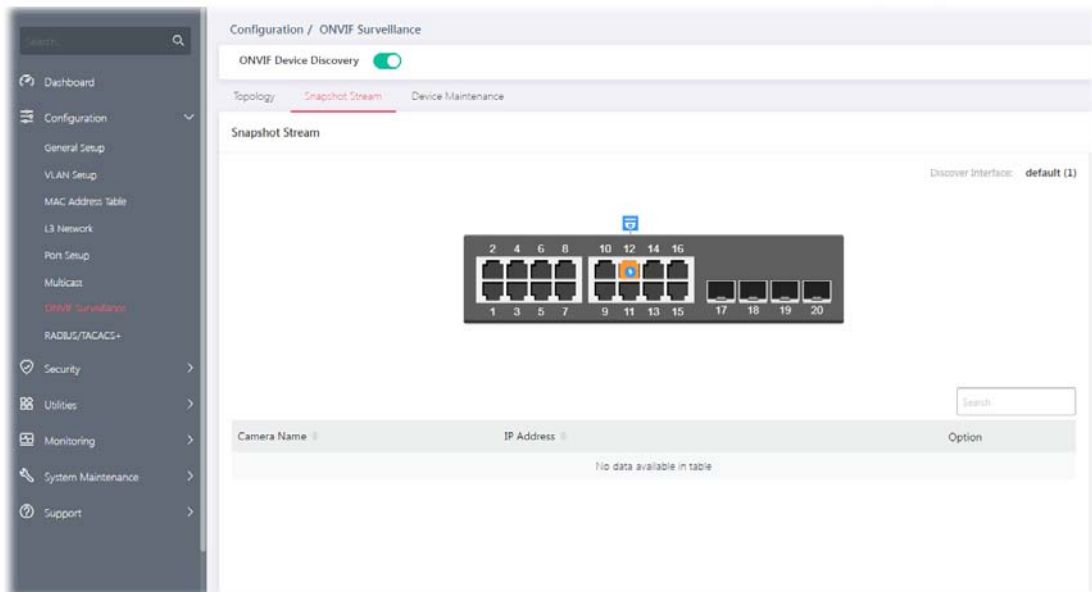 Search...
Dashboard
Configuration
General Setup
VLAN Setup
MAC Address Table
L3 Network
Port Setup
Multicast
ONVIF Surveillance
RADIUS/TACACS+
Security
Utilities
Monitoring
System Maintenance
Support
Configuration / ONVIF Surveillance
ONVIF Device Discovery
Topology Snapshot Stream Device Maintenance
Snapshot Stream
Discover Interface: default (1)
2 4 6 8 10 12 14 16
1 3 5 7 9 11 13 15 17 18 19 20
Search
Camera Name IP Address Option
No data available in table